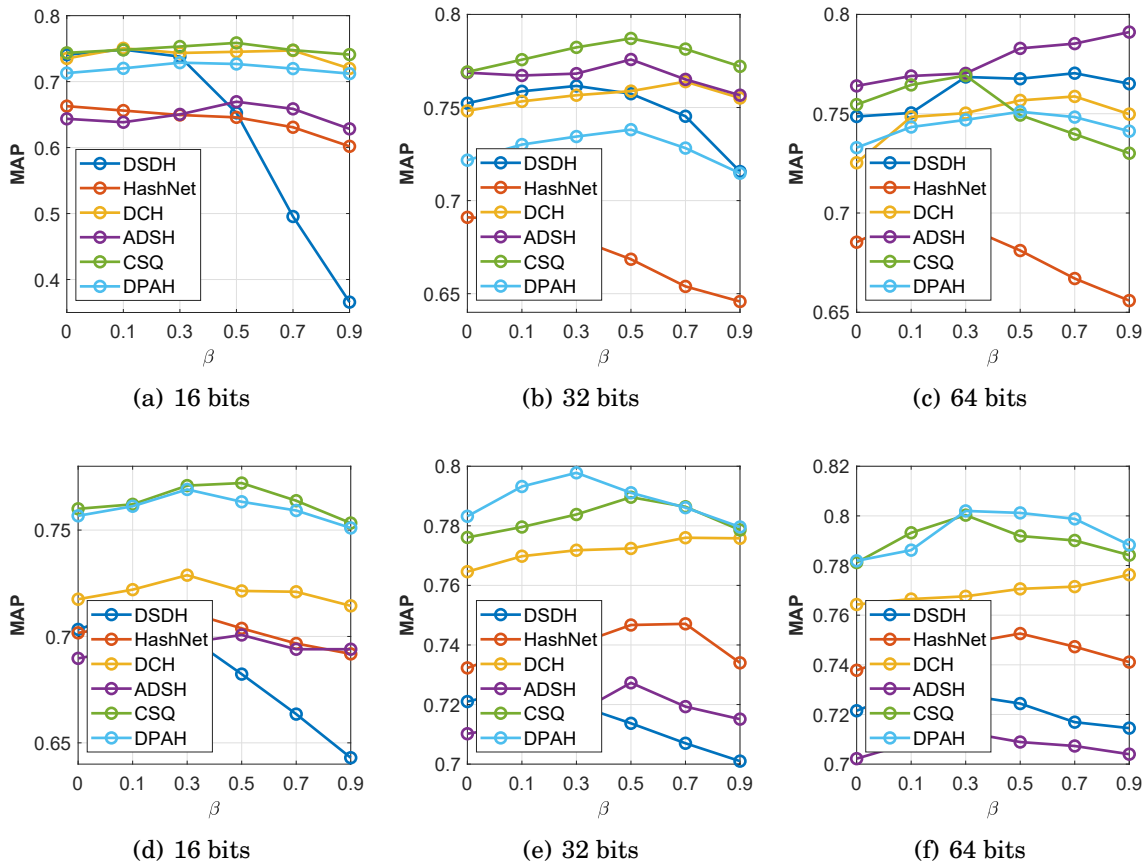 0.8
0.7
0.6
0.5
0.4
MAP
DSDH
HashNet
DCH
ADSH
CSQ
DPAH
0 0.1 0.3 0.5 0.7 0.9
β
(a) 16 bits
0.8
0.75
0.7
0.65
MAP
DSDH
HashNet
DCH
ADSH
CSQ
DPAH
0 0.1 0.3 0.5 0.7 0.9
β
(b) 32 bits
0.8
0.75
0.7
0.65
MAP
DSDH
HashNet
DCH
ADSH
CSQ
DPAH
0 0.1 0.3 0.5 0.7 0.9
β
(c) 64 bits
0.75
0.7
0.65
MAP
DSDH
HashNet
DCH
ADSH
CSQ
DPAH
0 0.1 0.3 0.5 0.7 0.9
β
(d) 16 bits
0.8
0.78
0.76
0.74
0.72
0.7
MAP
DSDH
HashNet
DCH
ADSH
CSQ
DPAH
0 0.1 0.3 0.5 0.7 0.9
β
(e) 32 bits
0.82
0.8
0.78
0.76
0.74
0.72
0.7
MAP
DSDH
HashNet
DCH
ADSH
CSQ
DPAH
0 0.1 0.3 0.5 0.7 0.9
β
(f) 64 bits